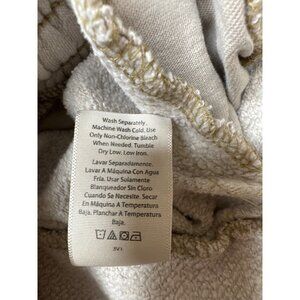 Wash Separately.
Machine Wash Cold. Use
Only Non-Chlorine Bleach
When Needed. Tumble
Dry Low. Low Iron.
Lavar Separadamente.
Lavar A Máquina Con Agua
Fría. Usar Solamente
Blanqueador Sin Cloro
Cuando Sa Necesite. Secar
En Máquina A Temperatura
Baja. Planchar A Temperatura
Baja.